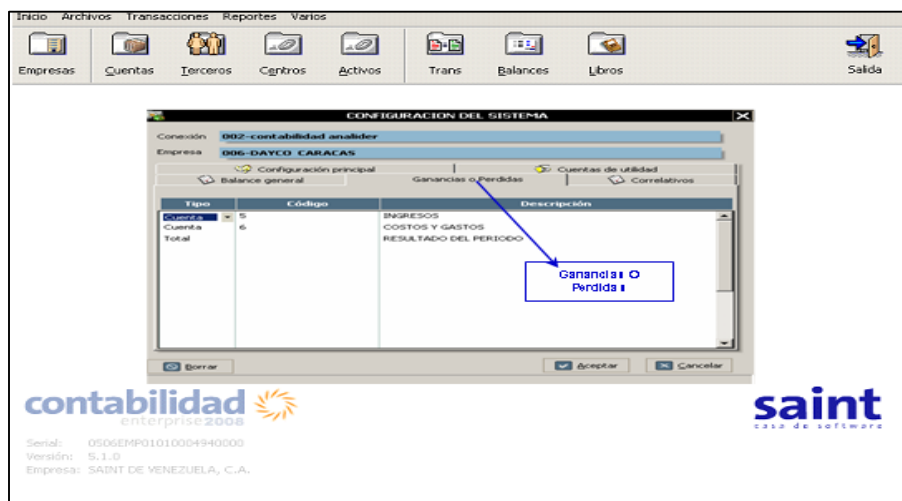 Inicio Archivos Transacciones Reportes Varios
Empresas Cuentas Terceros Centros Activos Trans Balances Libros Salida
CONFIGURACION DEL SISTEMA
Conexión 002-contabilidad analider
Empresa 006-DAYCO CARACAS
Configuración principal Cuentas de utilidad
Balance general Ganancias o Perdidas Correlativos
Tipo Código Descripción
Cuenta 5 INGRESOS
Cuenta 6 COSTOS Y GASTOS
Total RESULTADO DEL PERIODO
Ganancias O
Perdidas
Borrar Aceptar Cancelar
contabilidad
enterprise2008
saint
casa de software
Serial: 0506EMP01010004940000
Versión: 5.1.0
Empresa: SAINT DE VENEZUELA, C.A.